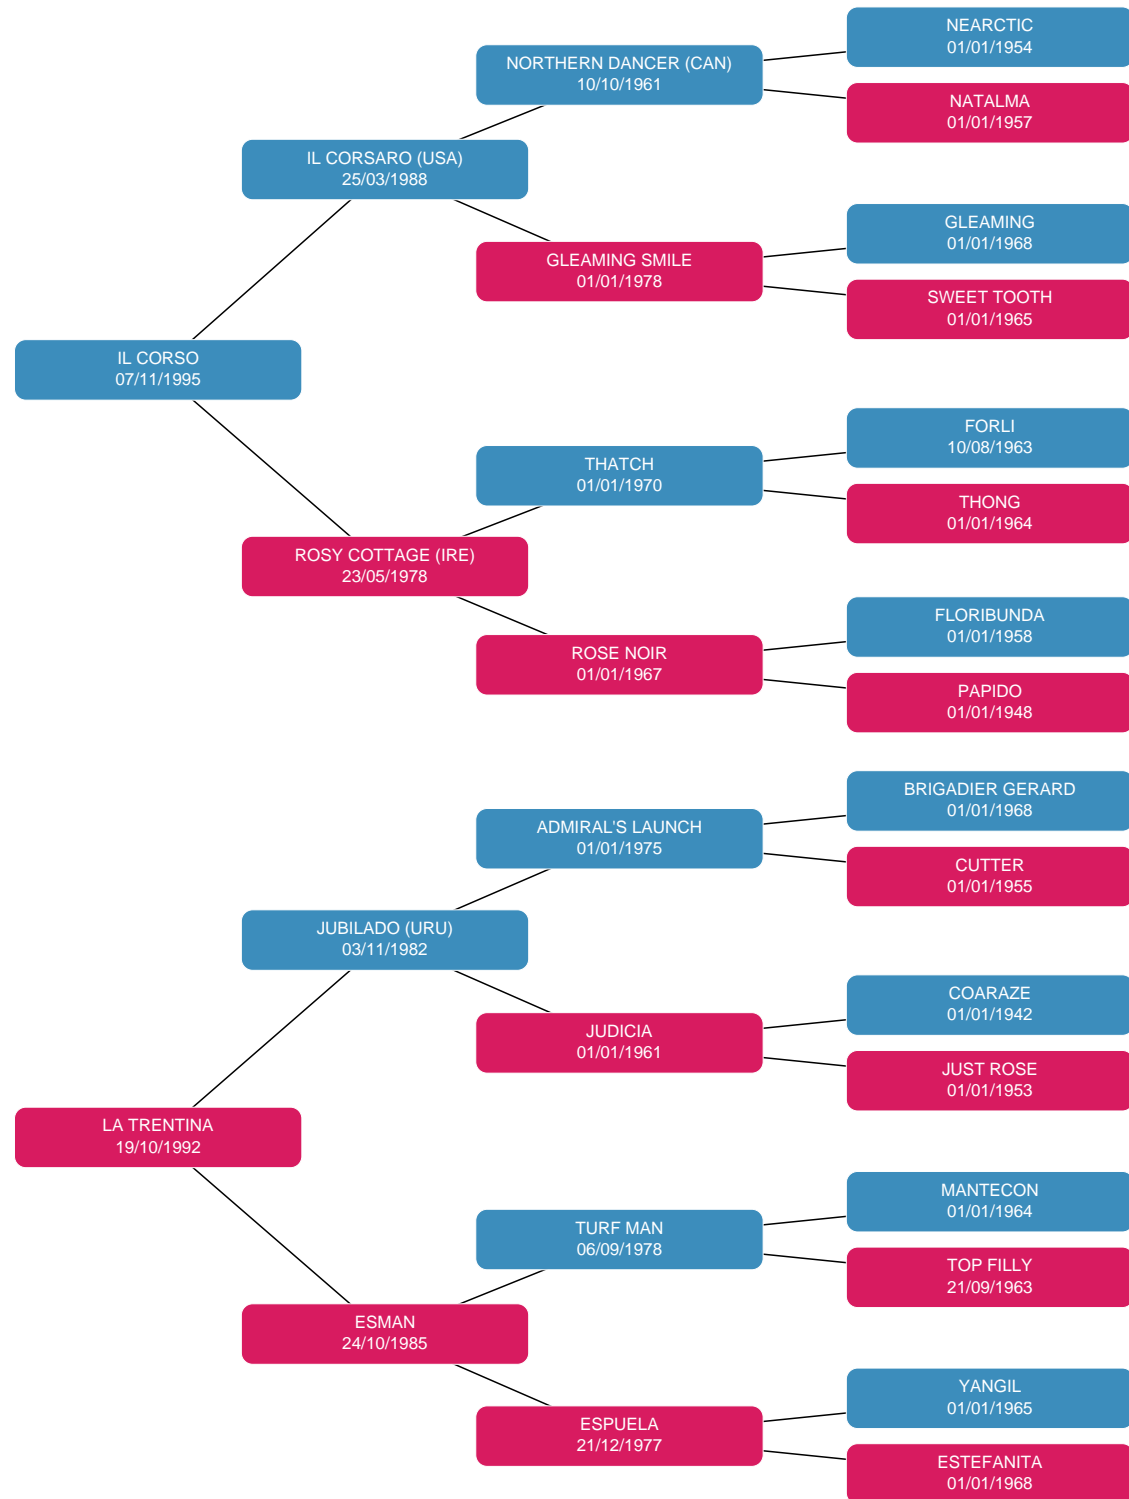 NEARCTIC
01/01/1954
NORTHERN DANCER (CAN)
10/10/1961
NATALMA
01/01/1957
IL CORSARO (USA)
25/03/1988
GLEAMING
01/01/1968
GLEAMING SMILE
01/01/1978
SWEET TOOTH
01/01/1965
IL CORSO
07/11/1995
FORLI
10/08/1963
THATCH
01/01/1970
THONG
01/01/1964
ROSY COTTAGE (IRE)
23/05/1978
FLORIBUNDA
01/01/1958
ROSE NOIR
01/01/1967
PAPIDO
01/01/1948
BRIGADIER GERARD
01/01/1968
ADMIRAL'S LAUNCH
01/01/1975
CUTTER
01/01/1955
JUBILADO (URU)
03/11/1982
COARAZE
01/01/1942
JUDICIA
01/01/1961
JUST ROSE
01/01/1953
LA TRENTINA
19/10/1992
MANTECON
01/01/1964
TURF MAN
06/09/1978
TOP FILLY
21/09/1963
ESMAN
24/10/1985
YANGIL
01/01/1965
ESPUELA
21/12/1977
ESTEFANITA
01/01/1968